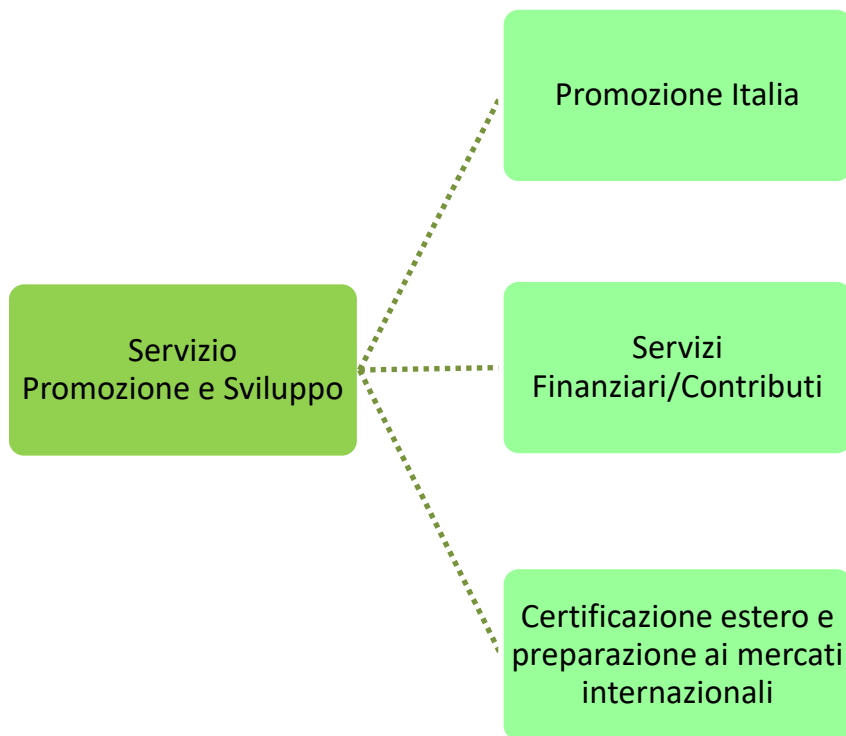 Promozione Italia
Servizio
Promozione e Sviluppo
Servizi
Finanziari/Contributi
Certificazione estero e
preparazione ai mercati
internazionali